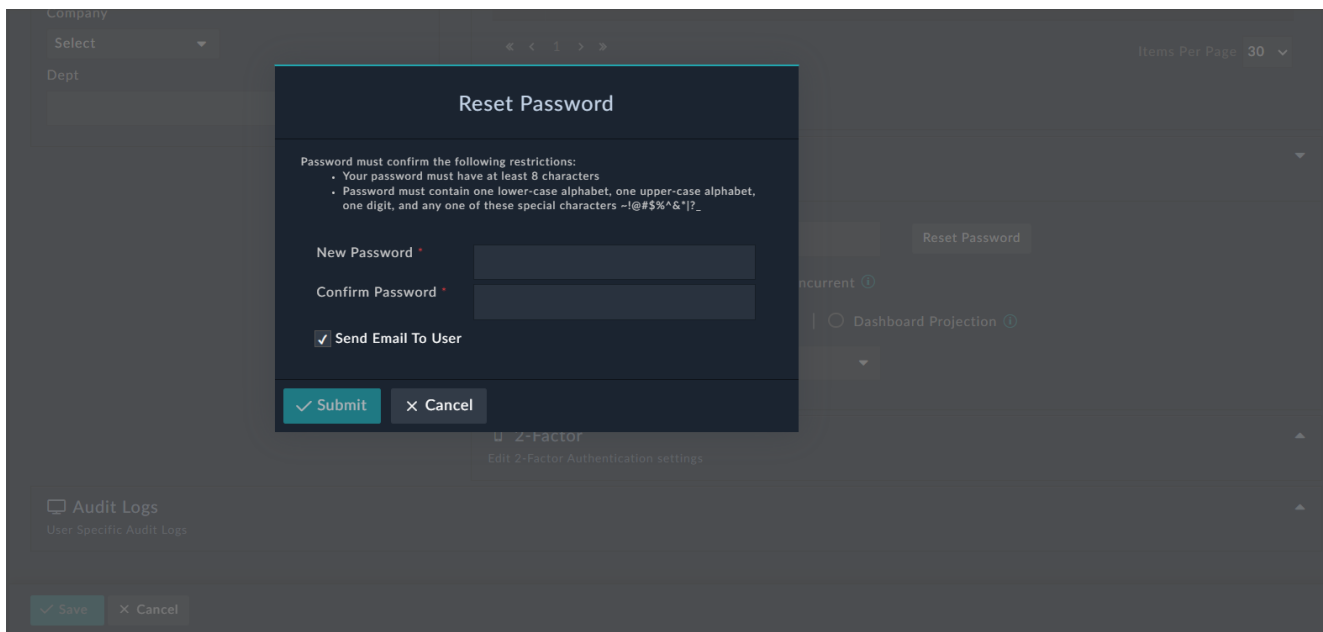 Company
Select
« < 1 > »
Items Per Page 30
Dept
Reset Password
Password must confirm the following restrictions:
• Your password must have at least 8 characters
• Password must contain one lower-case alphabet, one upper-case alphabet,
one digit, and any one of these special characters ~!@#$%^&*|?_
New Password *
Reset Password
Confirm Password *
ncurrent
| Dashboard Projection
Send Email To User
Submit
Cancel
2-Factor
Edit 2-Factor Authentication settings
Audit Logs
User Specific Audit Logs
Save
Cancel